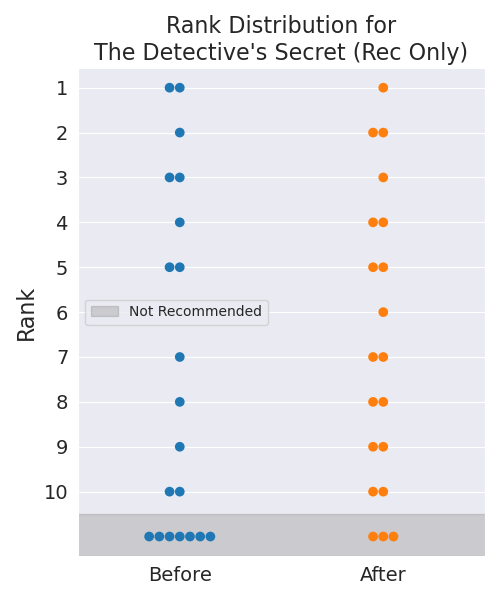 Rank Distribution for
The Detective's Secret (Rec Only)
Rank
1
2
3
4
5
6
7
8
9
10
Not Recommended
Before
After